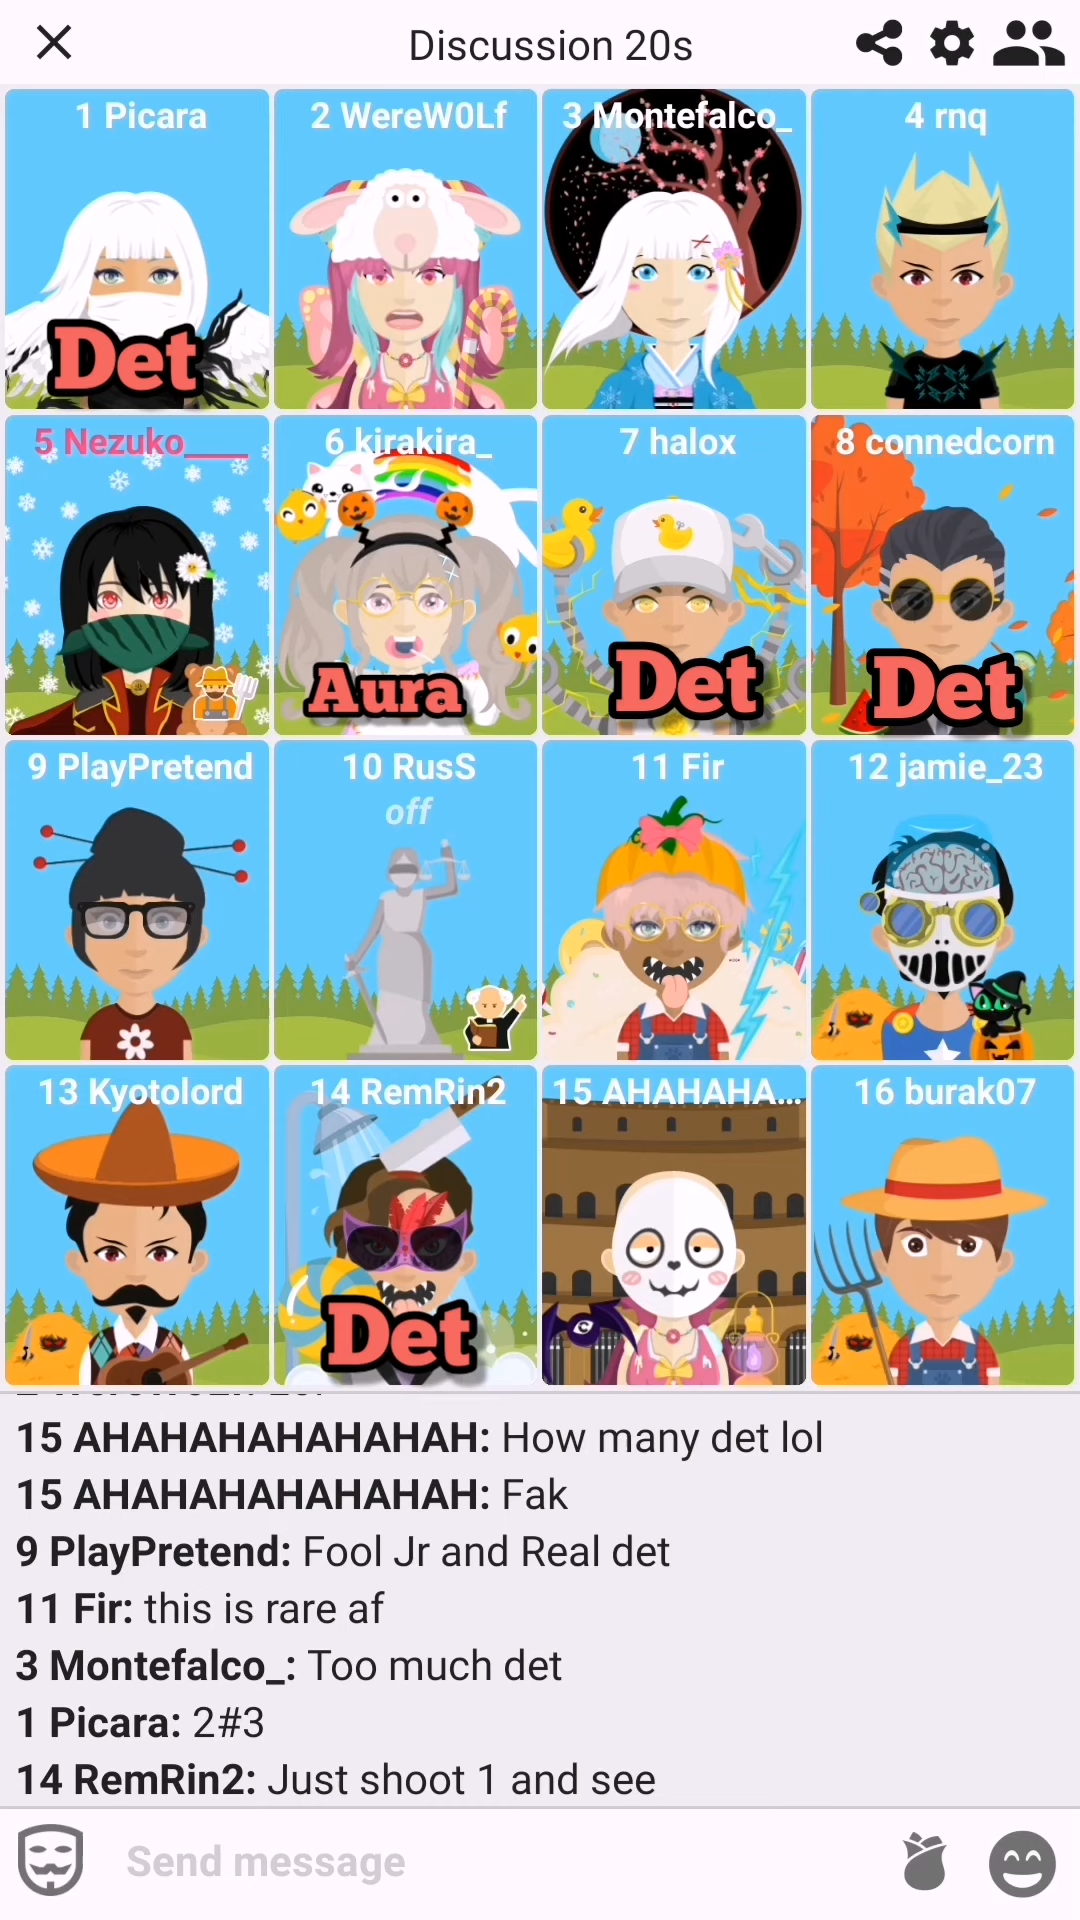 Discussion 20s
1 Picara
2 WereW0Lf
3 Montefalco_
4 rnq
Det
5 Nezuko____
6 kirakira_
7 halox
8 connedcorn
Aura
Det
Det
9 PlayPretend
10 RusS
11 Fir
12 jamie_23
off
13 Kyotolord
14 RemRin2
15 AHAHAHA...
16 burak07
Det
15 AHAHAHAHAHAHAH: How many det lol
15 AHAHAHAHAHAHAH: Fak
9 PlayPretend: Fool Jr and Real det
11 Fir: this is rare af
3 Montefalco_: Too much det
1 Picara: 2#3
14 RemRin2: Just shoot 1 and see
Send message